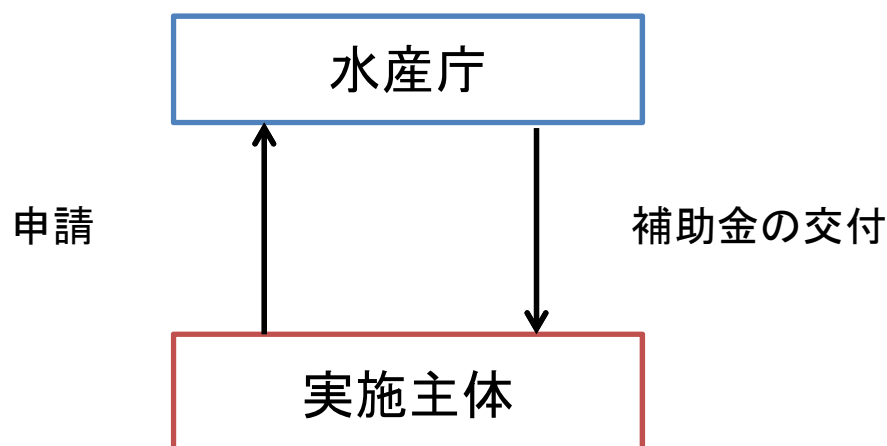 水産庁
申請
補助金の交付
実施主体